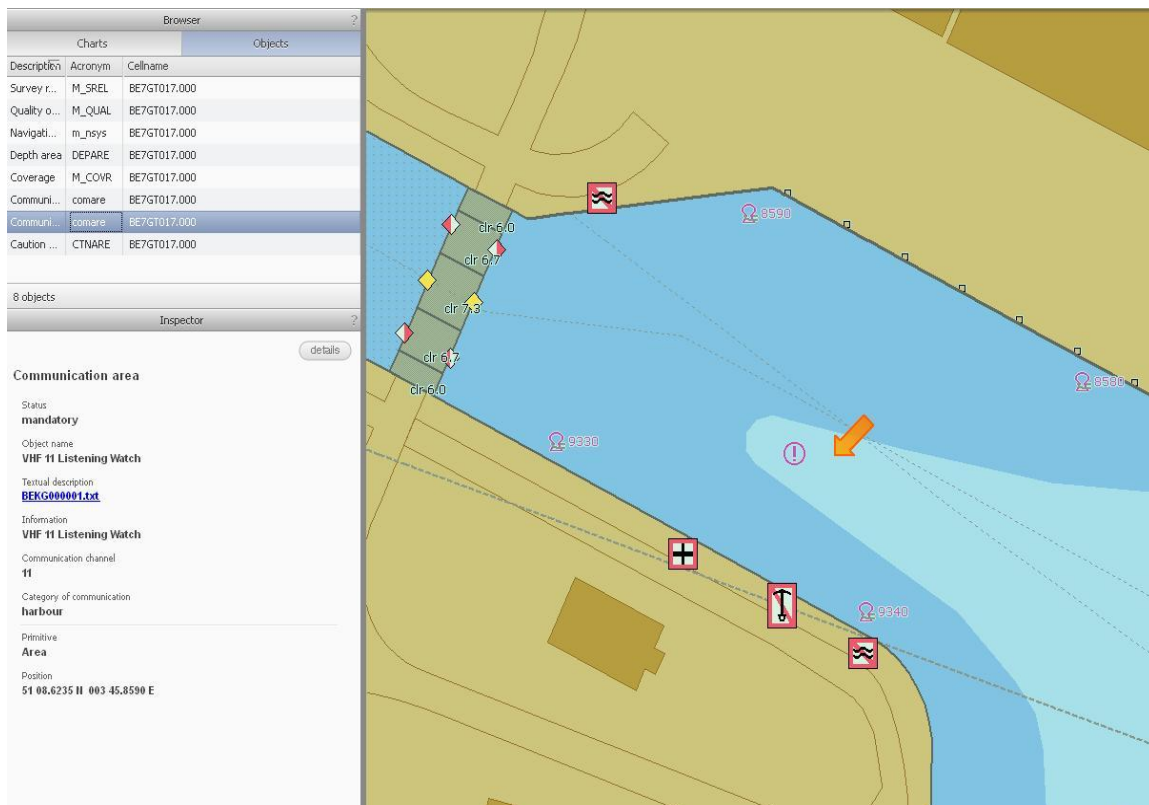 Browser
?
Charts Objects
Description Acronym Cellname
Survey r... M_SREL BE7GT017.000
Quality o... M_QUAL BE7GT017.000
Navigati... m_nsys BE7GT017.000
Depth area DEPARE BE7GT017.000
Coverage M_COVR BE7GT017.000
Communi... comare BE7GT017.000
Communi... comare BE7GT017.000
Caution ... CTNARE BE7GT017.000
8 objects
Inspector
?
details
Communication area
Status
mandatory
Object name
VHF 11 Listening Watch
Textual description
BEKG000001.txt
Information
VHF 11 Listening Watch
Communication channel
11
Category of communication
harbour
Primitive
Area
Position
51 08.6235 N 003 45.8590 E
8590
clr 6.0
clr 6.7
clr 7.3
clr 6.7
clr 6.0
8580
9330
9340